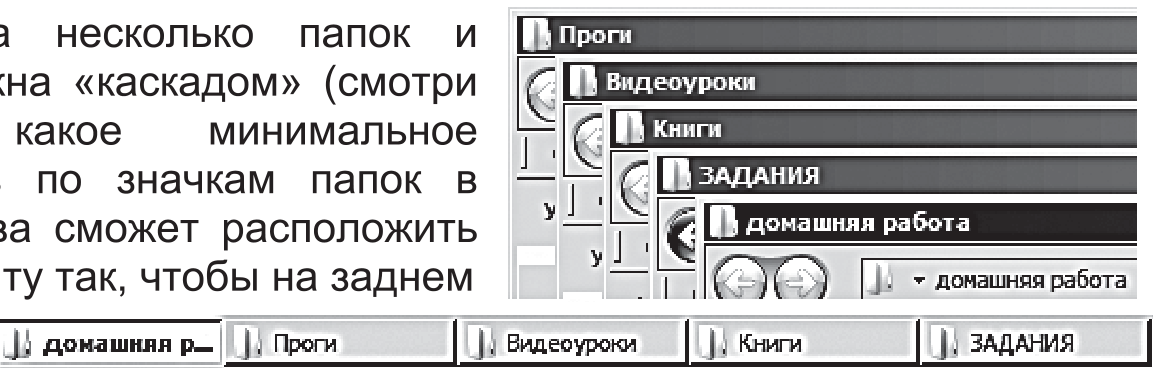 а несколько папок и
кна «каскадом» (смотри
какое минимальное
ь по значкам папок в
ва сможет расположить
ту так, чтобы на заднем
Проги
Видеоуроки
Книги
ЗАДАНИЯ
домашняя работа
домашняя работа
домашняя р...
Проги
Видеоуроки
Книги
ЗАДАНИЯ